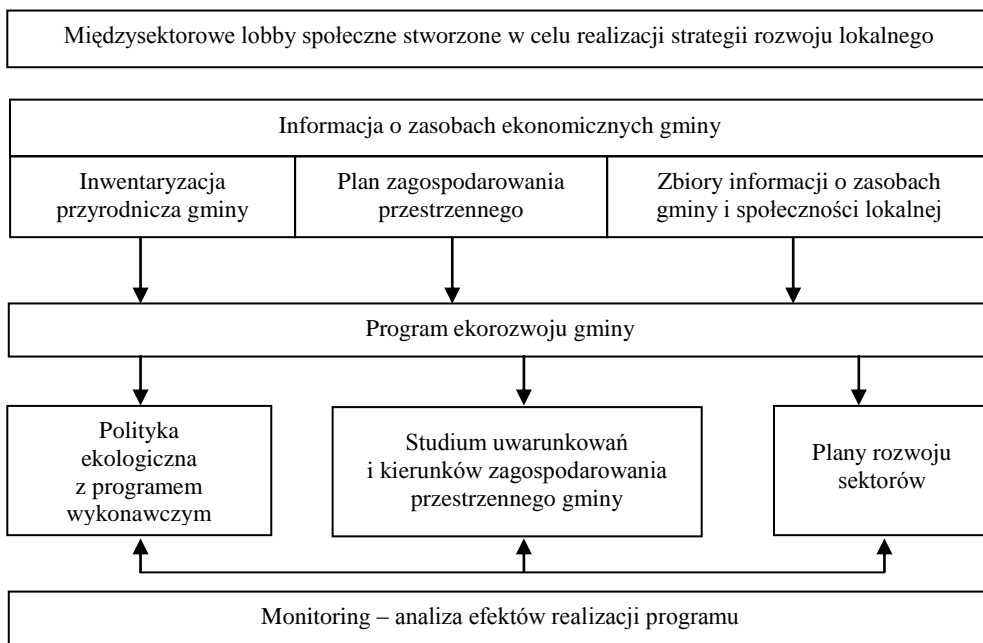 Międzysektorowe lobby społeczne stworzone w celu realizacji strategii rozwoju lokalnego
Informacja o zasobach ekonomicznych gminy
Inwentaryzacja
przyrodnicza gminy
Plan zagospodarowania
przestrzennego
Zbiory informacji o zasobach
gminy i społeczności lokalnej
Program ekorozwoju gminy
Polityka
ekologiczna
z programem
wykonawczym
Studium uwarunkowań
i kierunków zagospodarowania
przestrzennego gminy
Plany rozwoju
sektorów
Monitoring – analiza efektów realizacji programu